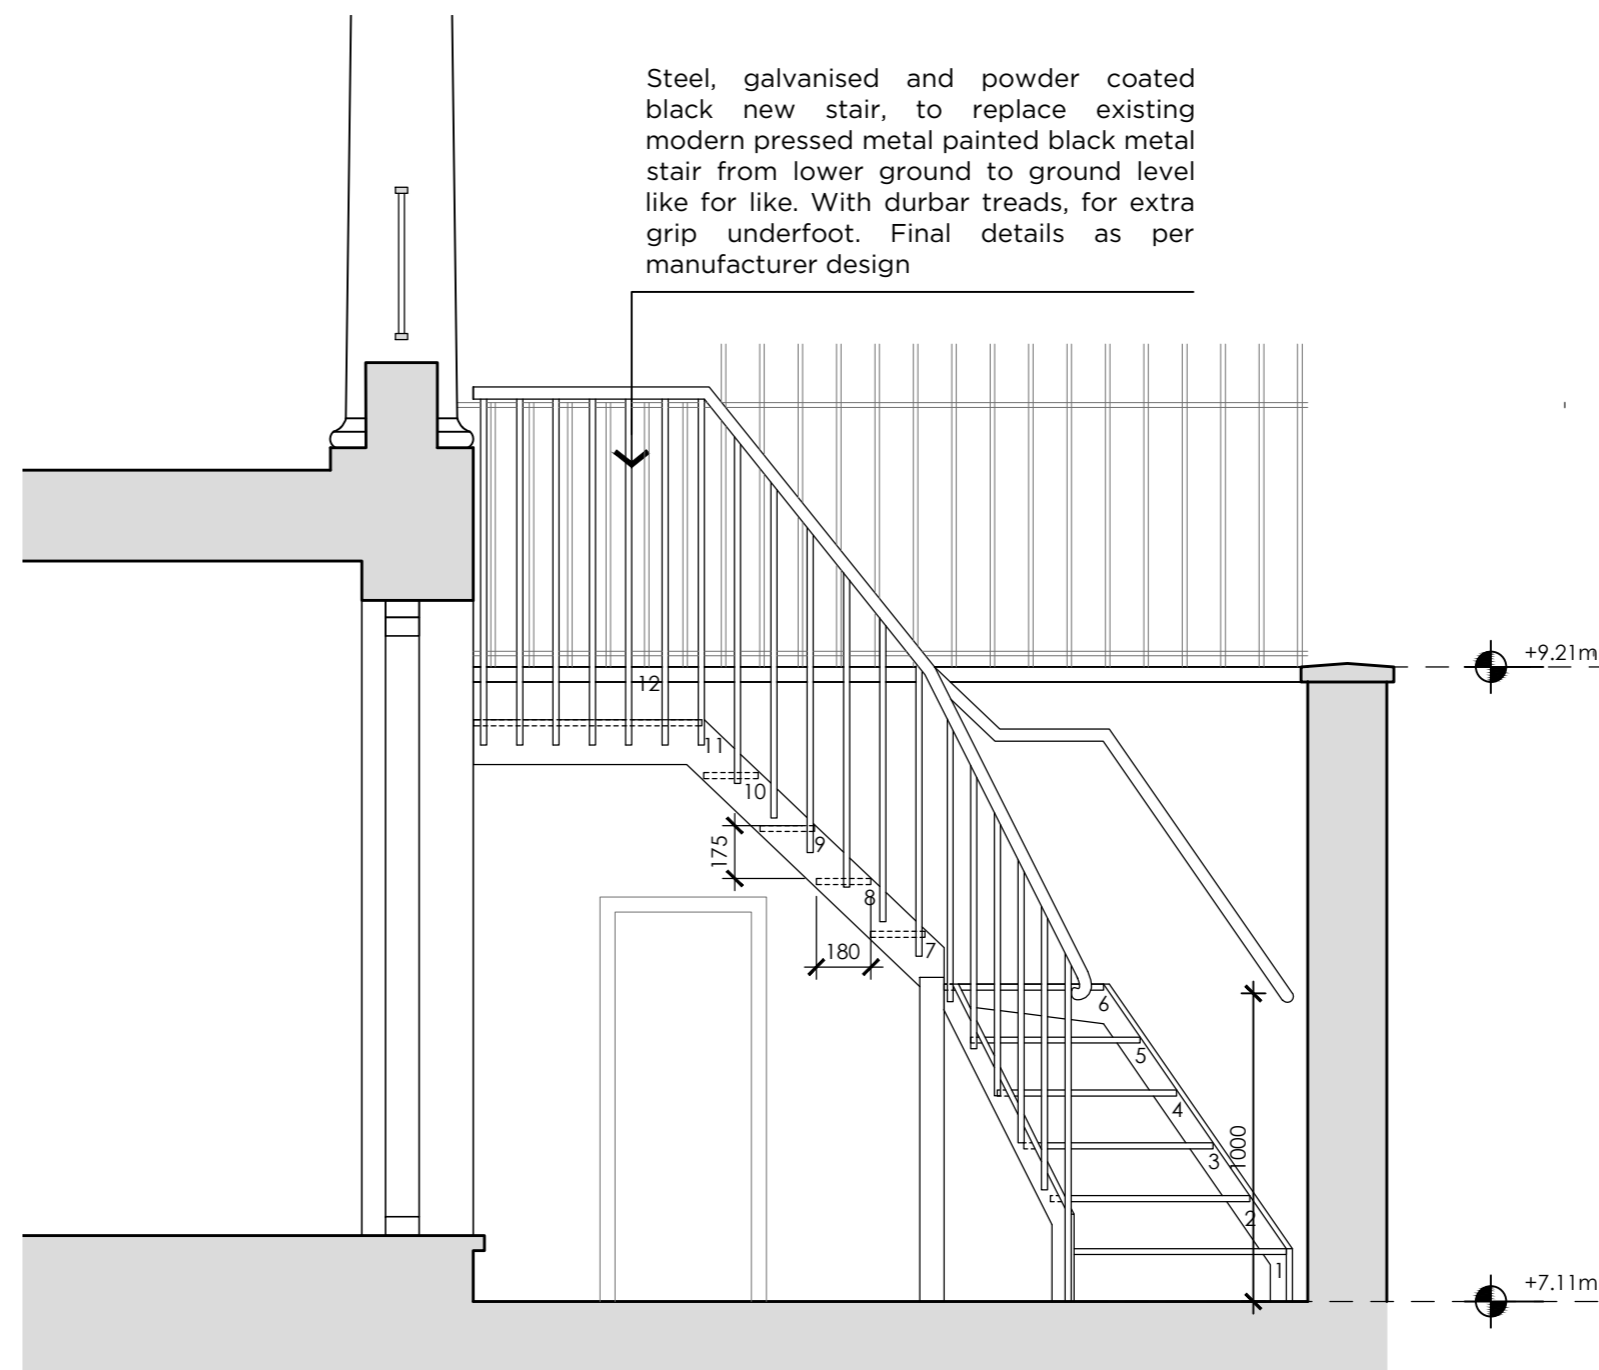 Steel, galvanised and powder coated
black new stair, to replace existing
modern pressed metal painted black metal
stair from lower ground to ground level
like for like. With durbar treads, for extra
grip underfoot. Final details as per
manufacturer design
+9.21m
12
11
10
9
175
8
7
180
6
5
4
3
1000
2
1
+7.11m